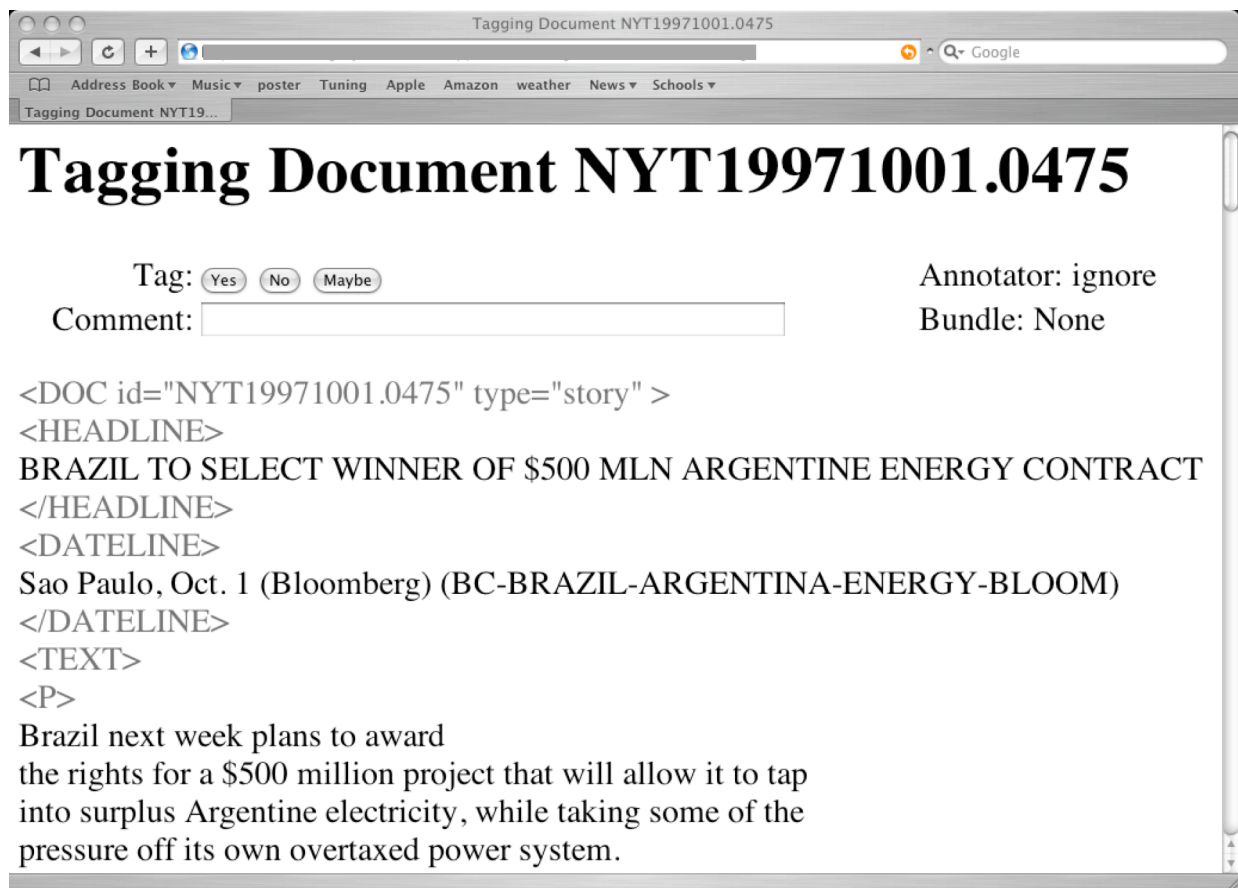 Tagging Document NYT19971001.0475
Google
Address Book Music poster Tuning Apple Amazon weather News Schools
Tagging Document NYT19...
Tagging Document NYT19971001.0475
Tag: Yes No Maybe Annotator: ignore
Comment: Bundle: None
<DOC id="NYT19971001.0475" type="story" >
<HEADLINE>
BRAZIL TO SELECT WINNER OF $500 MLN ARGENTINE ENERGY CONTRACT
</HEADLINE>
<DATELINE>
Sao Paulo, Oct. 1 (Bloomberg) (BC-BRAZIL-ARGENTINA-ENERGY-BLOOM)
</DATELINE>
<TEXT>
<P>
Brazil next week plans to award
the rights for a $500 million project that will allow it to tap
into surplus Argentine electricity, while taking some of the
pressure off its own overtaxed power system.